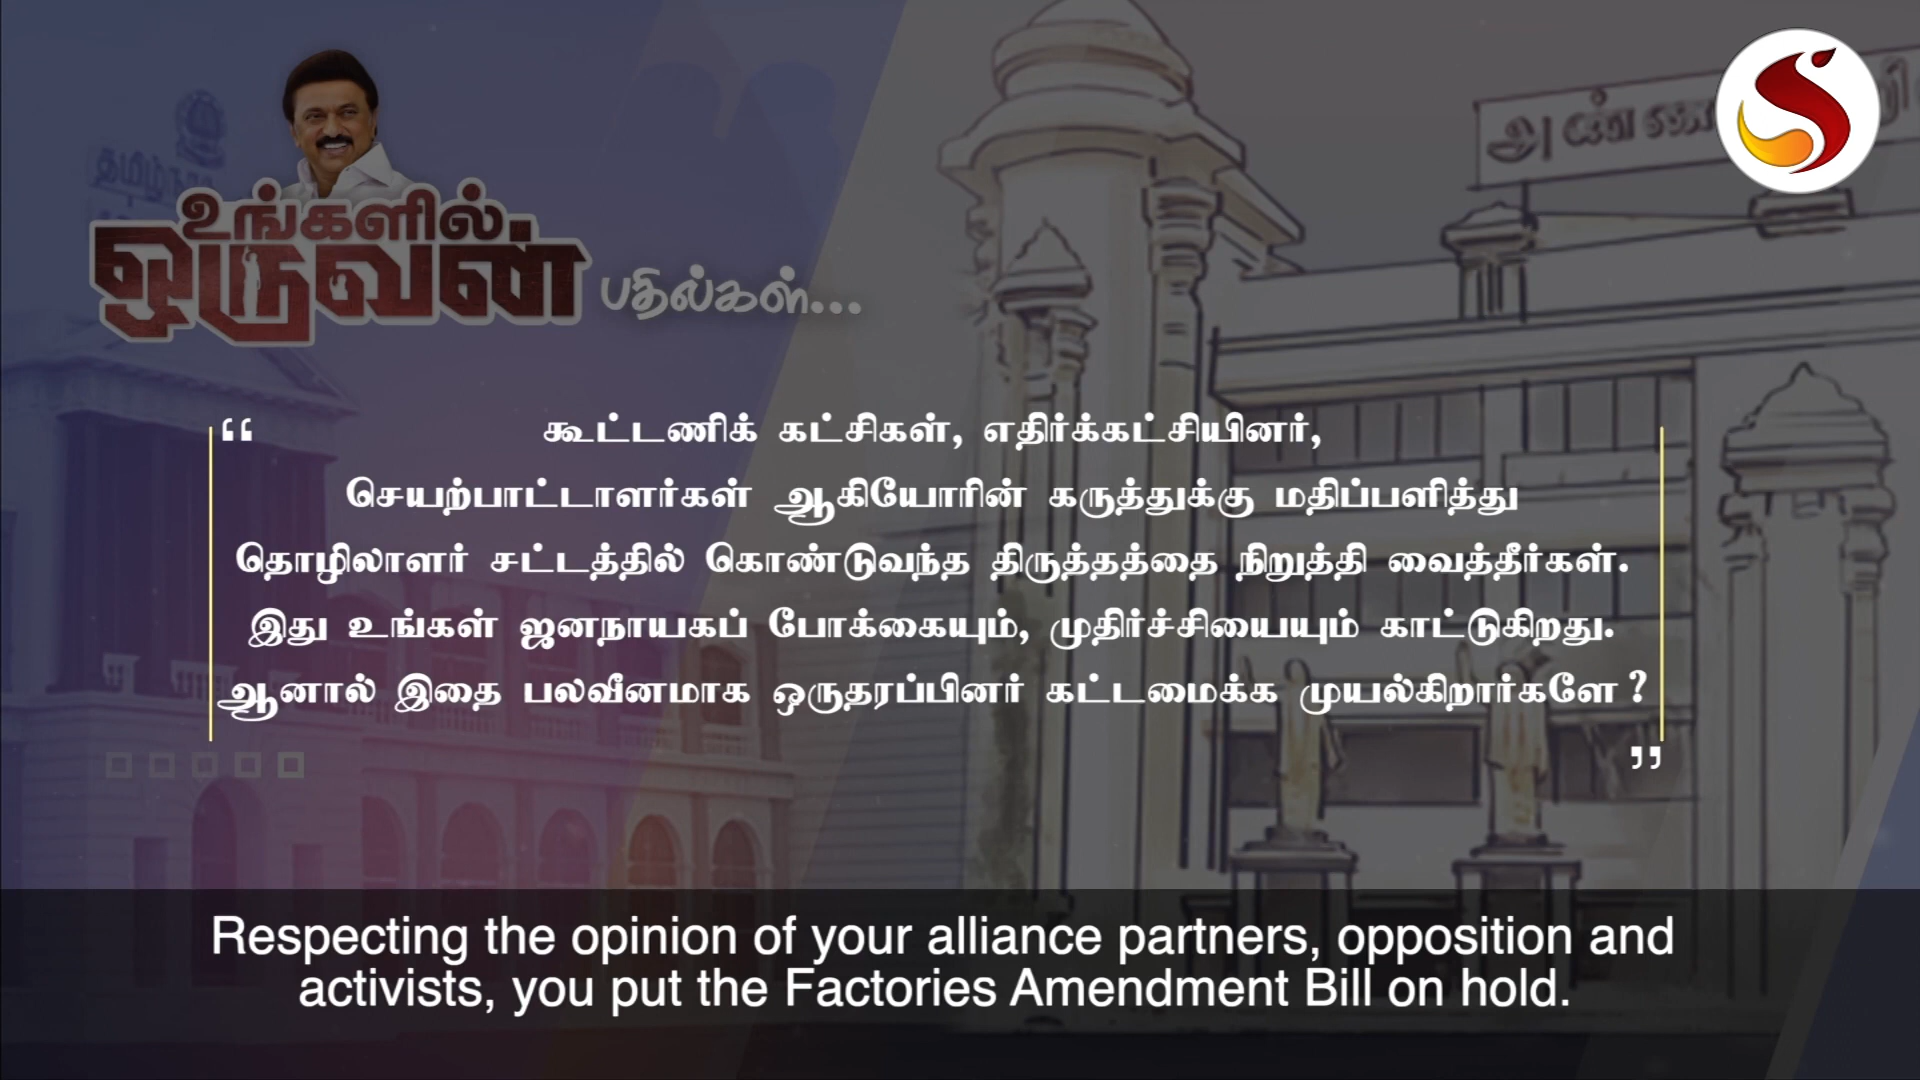 தமிழ்நா
அண்ணா
உங்களில்
ஒருவன்
பதில்கள்...
“
கூட்டணிக் கட்சிகள், எதிர்க்கட்சியினர்,
செயற்பாட்டாளர்கள் ஆகியோரின் கருத்துக்கு மதிப்பளித்து
தொழிலாளர் சட்டத்தில் கொண்டுவந்த திருத்தத்தை நிறுத்தி வைத்தீர்கள்.
இது உங்கள் ஜனநாயகப் போக்கையும், முதிர்ச்சியையும் காட்டுகிறது.
ஆனால் இதை பலவீனமாக ஒருதரப்பினர் கட்டமைக்க முயல்கிறார்களே?
”
Respecting the opinion of your alliance partners, opposition and
activists, you put the Factories Amendment Bill on hold.